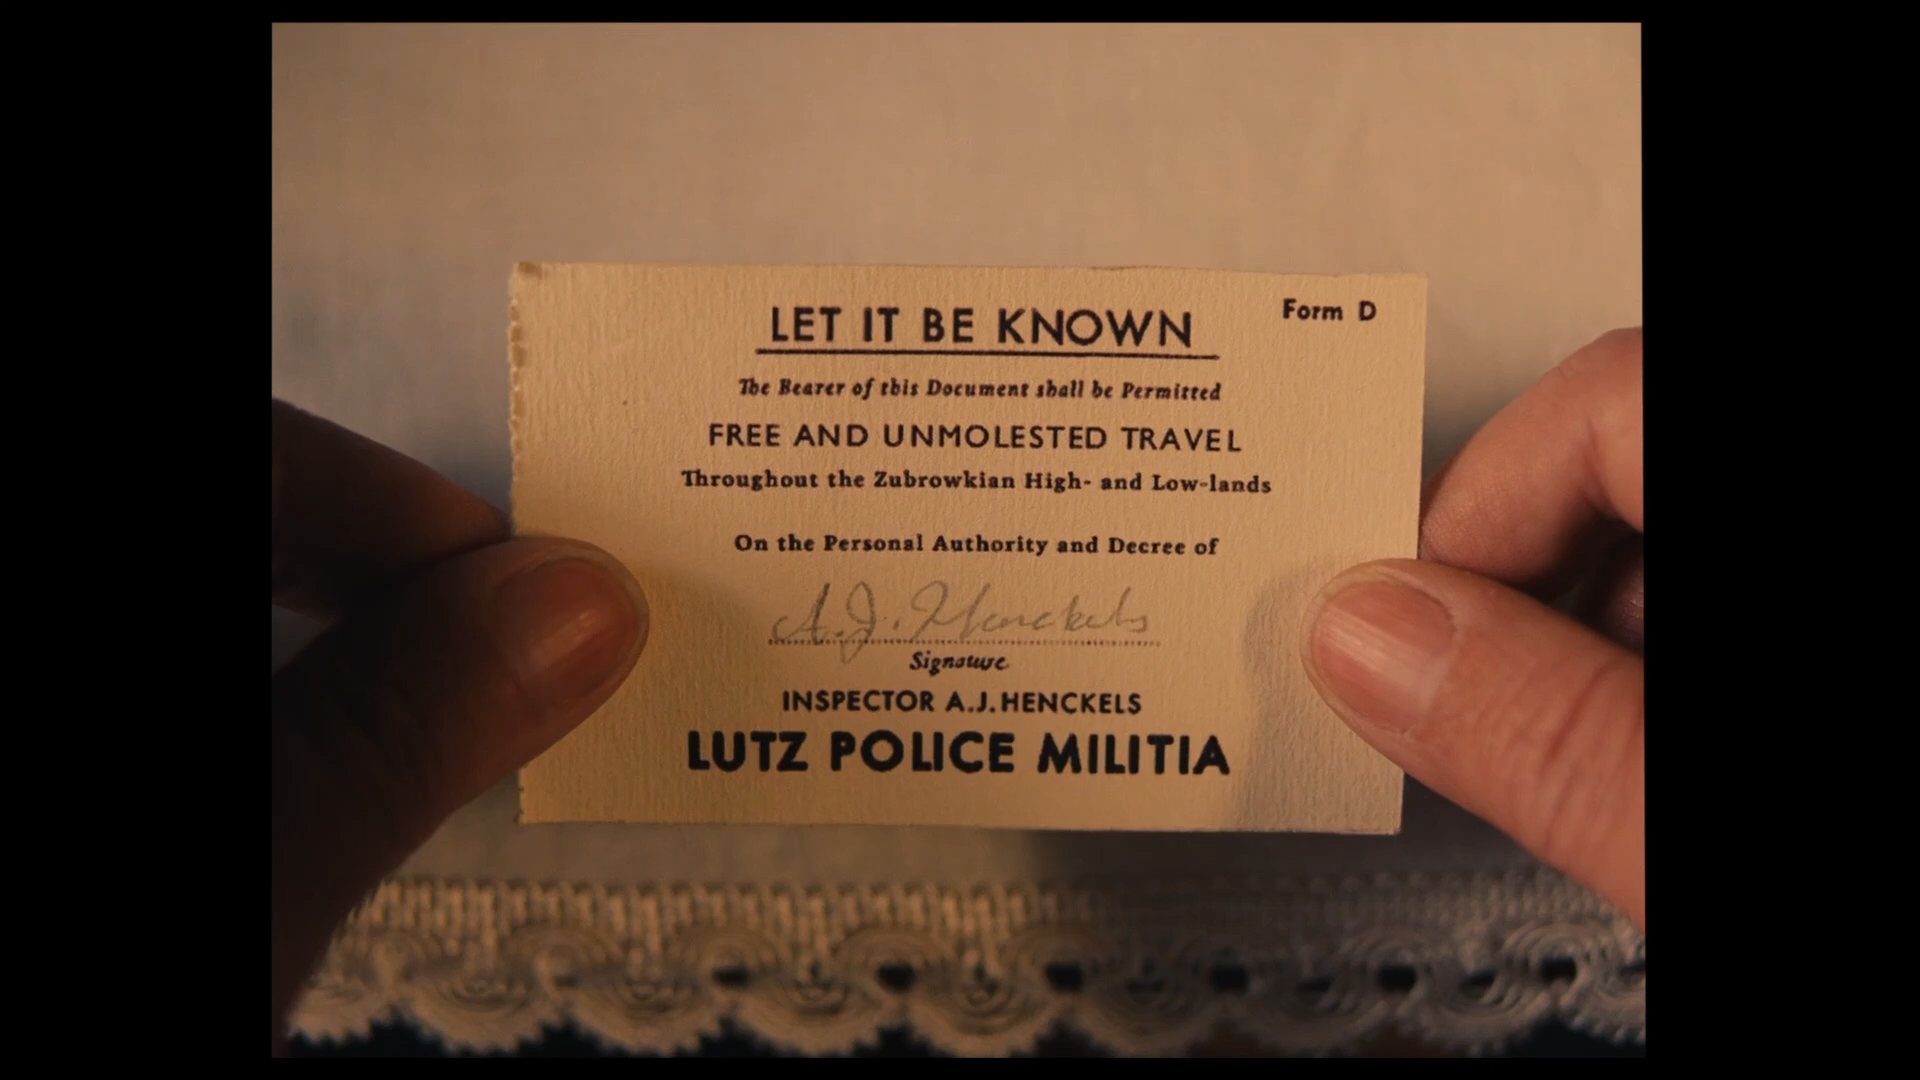 Form D
LET IT BE KNOWN
The Bearer of this Document shall be Permitted
FREE AND UNMOLESTED TRAVEL
Throughout the Zubrowkian High- and Low-lands
On the Personal Authority and Decree of
A.J. Henckels
Signature
INSPECTOR A.J. HENCKELS
LUTZ POLICE MILITIA